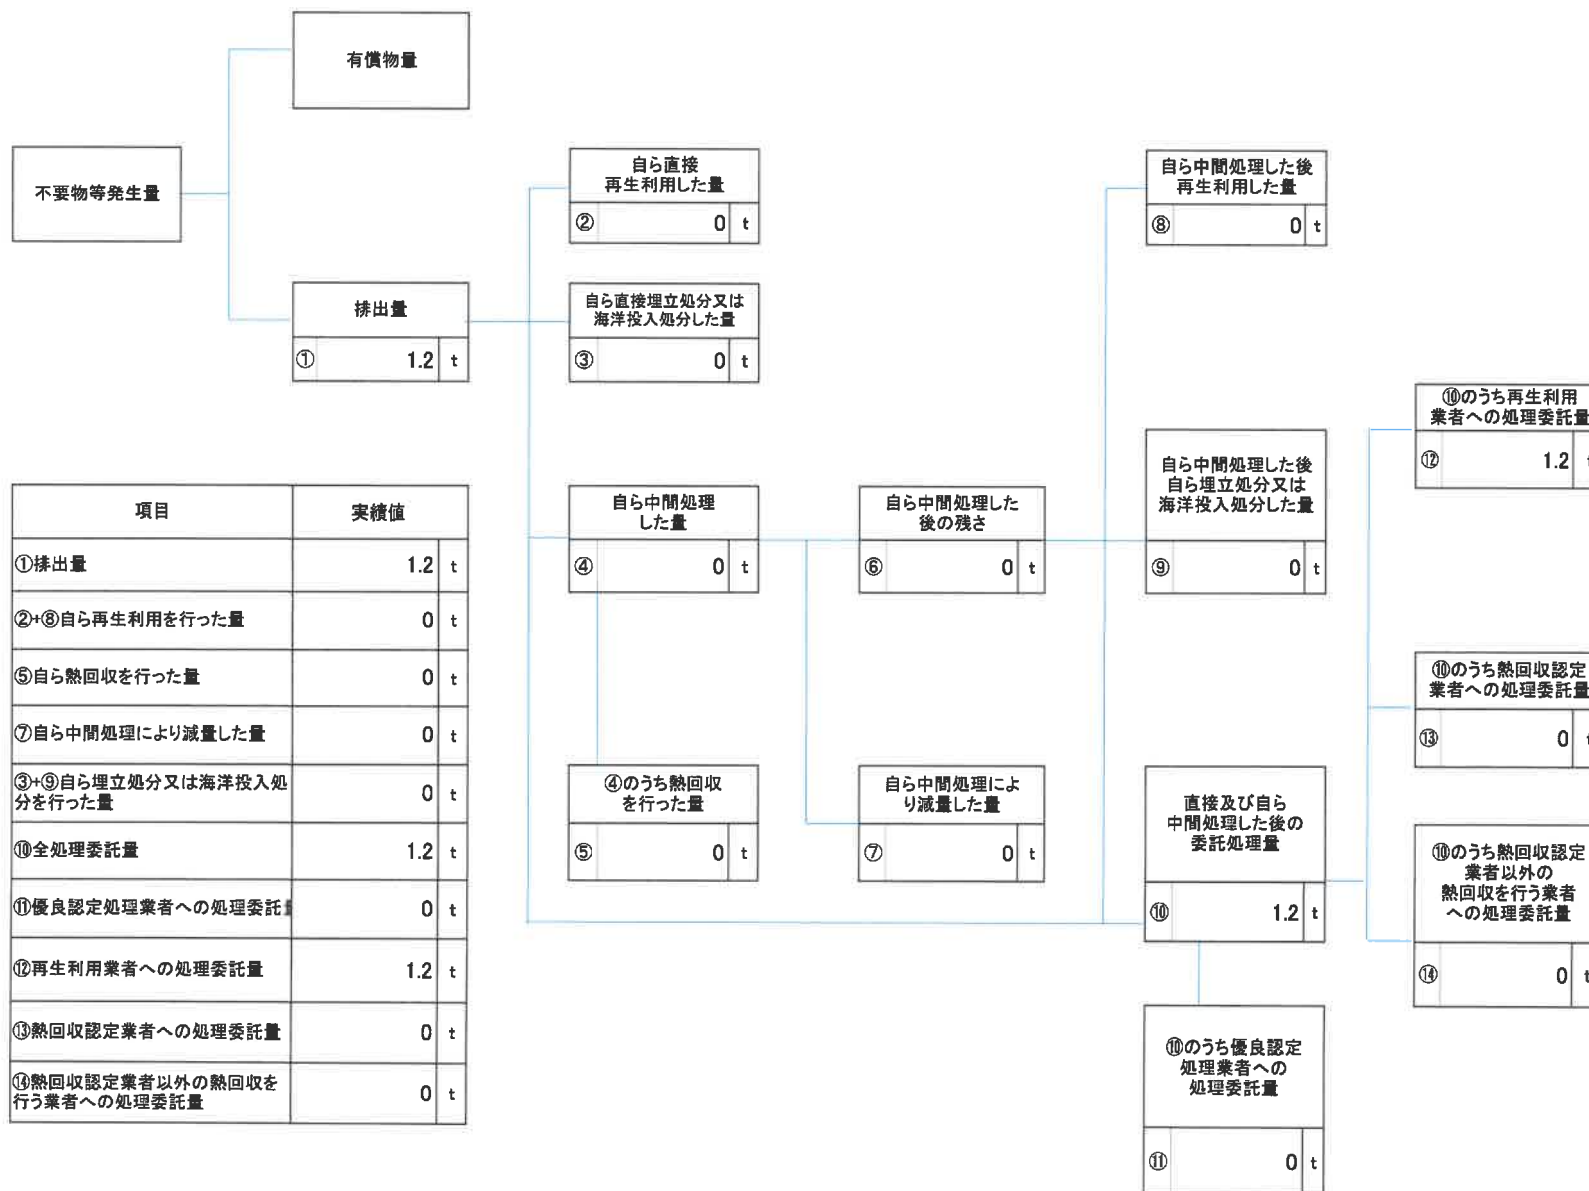 有償物量
不要物等発生量
排出量
① 1.2 t
自ら直接
再生利用した量
② 0 t
自ら直接埋立処分又は
海洋投入処分した量
③ 0 t
自ら中間処理
した量
④ 0 t
④のうち熱回収
を行った量
⑤ 0 t
自ら中間処理した
後の残さ
⑥ 0 t
自ら中間処理によ
り減量した量
⑦ 0 t
自ら中間処理した後
再生利用した量
⑧ 0 t
自ら中間処理した後
自ら埋立処分又は
海洋投入処分した量
⑨ 0 t
直接及び自ら
中間処理した後の
委託処理量
⑩ 1.2 t
⑩のうち優良認定
処理業者への
処理委託量
⑪ 0 t
⑩のうち再生利用
業者への処理委託量
⑫ 1.2 t
⑩のうち熱回収認定
業者への処理委託量
⑬ 0 t
⑩のうち熱回収認定
業者以外の
熱回収を行う業者
への処理委託量
⑭ 0 t
項目 実績値
①排出量 1.2 t
②+⑧自ら再生利用を行った量 0 t
⑤自ら熱回収を行った量 0 t
⑦自ら中間処理により減量した量 0 t
③+⑨自ら埋立処分又は海洋投入処
分を行った量 0 t
⑩全処理委託量 1.2 t
⑪優良認定処理業者への処理委託 0 t
⑫再生利用業者への処理委託量 1.2 t
⑬熱回収認定業者への処理委託量 0 t
⑭熱回収認定業者以外の熱回収を
行う業者への処理委託量 0 t